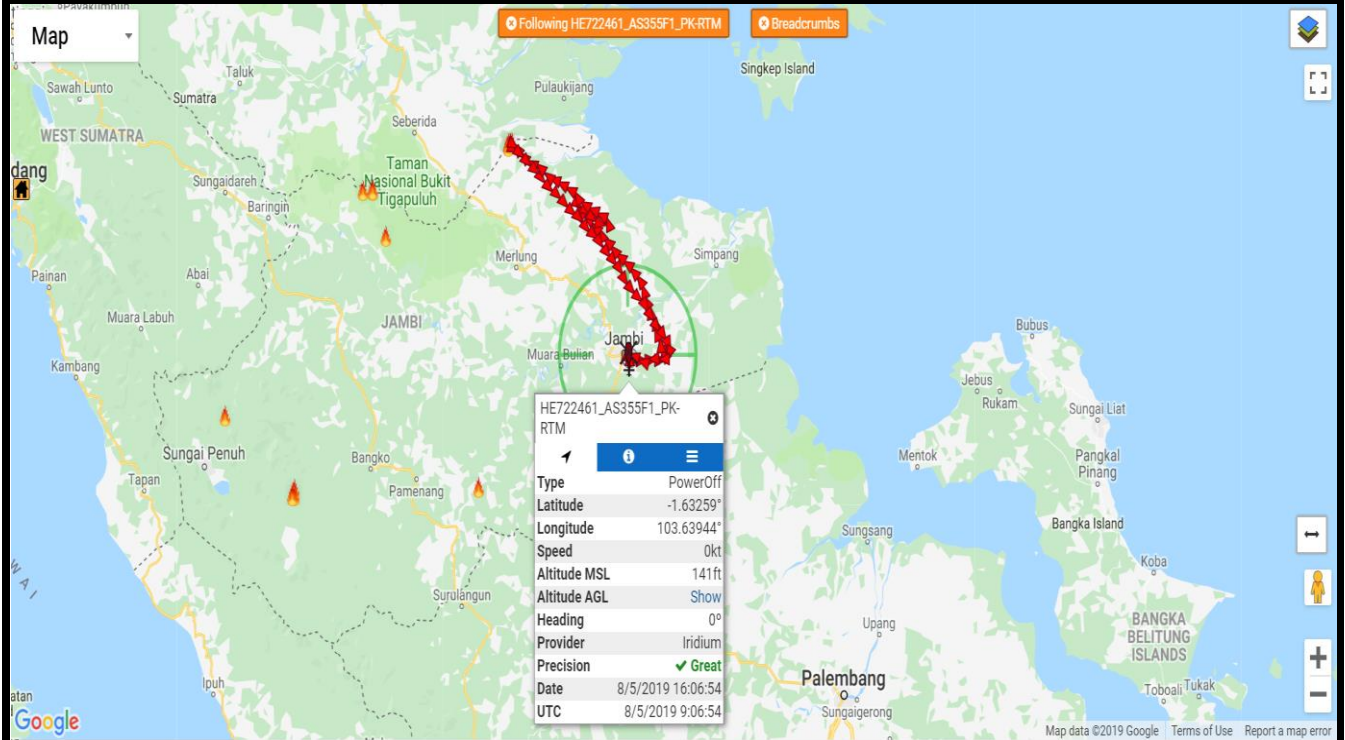 Map
Following HE722461_AS355F1_PK-RTM
Breadcrumbs
Payakumbuh
Taluk
Sawah Lunto
Sumatra
Pulaukijang
Singkep Island
Seberida
WEST SUMATRA
dang
Taman
Nasional Bukit
Tigapuluh
Sungaidareh
Baringin
Merlung
Simpang
Painan
Abai
Muara Labuh
JAMBI
Jambi
Muara Bulian
Bubus
Kambang
Jebus
Rukam
Sungai Liat
Sungai Penuh
Bangko
Mentok
Pangkal
Pinang
Tapan
Pamenang
Sungsang
Bangka Island
W A I
Koba
Surulangun
Upang
BANGKA
BELITUNG
ISLANDS
Ipuh
Palembang
Toboali
Tukak
atan
Sungaigerong
HE722461_AS355F1_PK-
RTM
Type PowerOff
Latitude -1.63259°
Longitude 103.63944°
Speed 0kt
Altitude MSL 141ft
Altitude AGL Show
Heading 0°
Provider Iridium
Precision Great
Date 8/5/2019 16:06:54
UTC 8/5/2019 9:06:54
Google
Map data ©2019 Google Terms of Use Report a map error